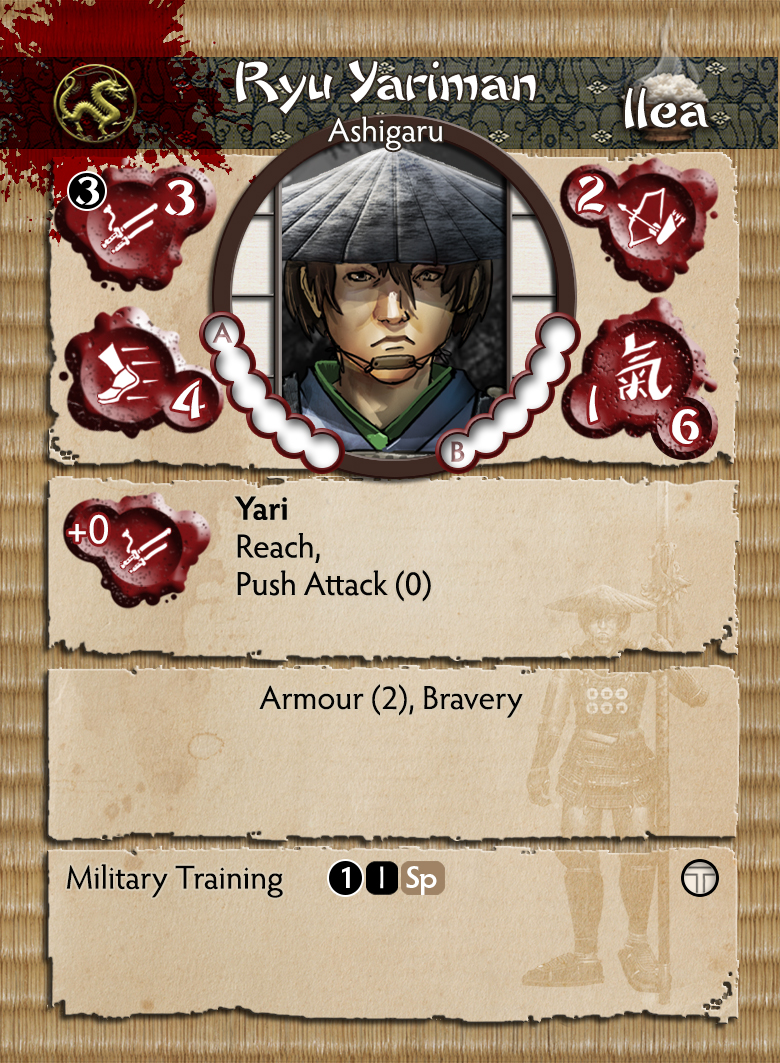 Ryu Yariman
11ea
Ashigaru
3 3
2
A
4
氣
1
6
B
+0
Yari
Reach,
Push Attack (0)
Armour (2), Bravery
Military Training 1 I Sp T